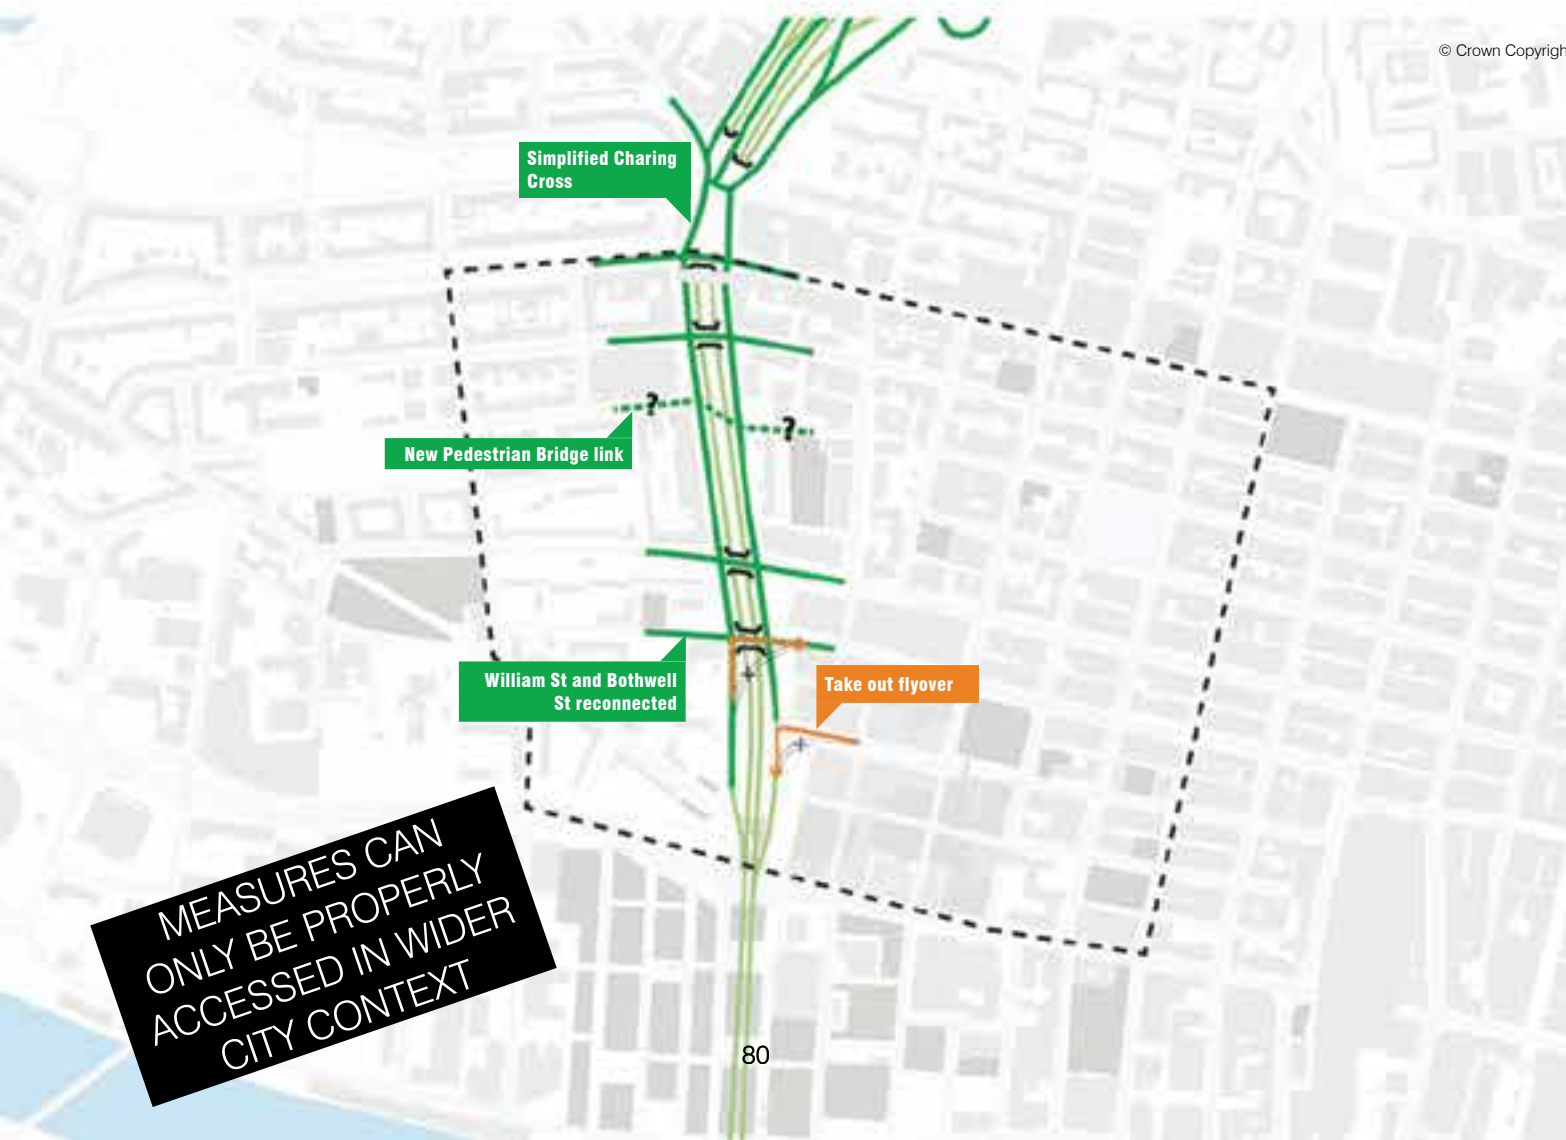 © Crown Copyrigh
Simplified Charing
Cross
?
?
New Pedestrian Bridge link
William St and Bothwell
St reconnected
Take out flyover
MEASURES CAN
ONLY BE PROPERLY
ACCESSED IN WIDER
CITY CONTEXT
80